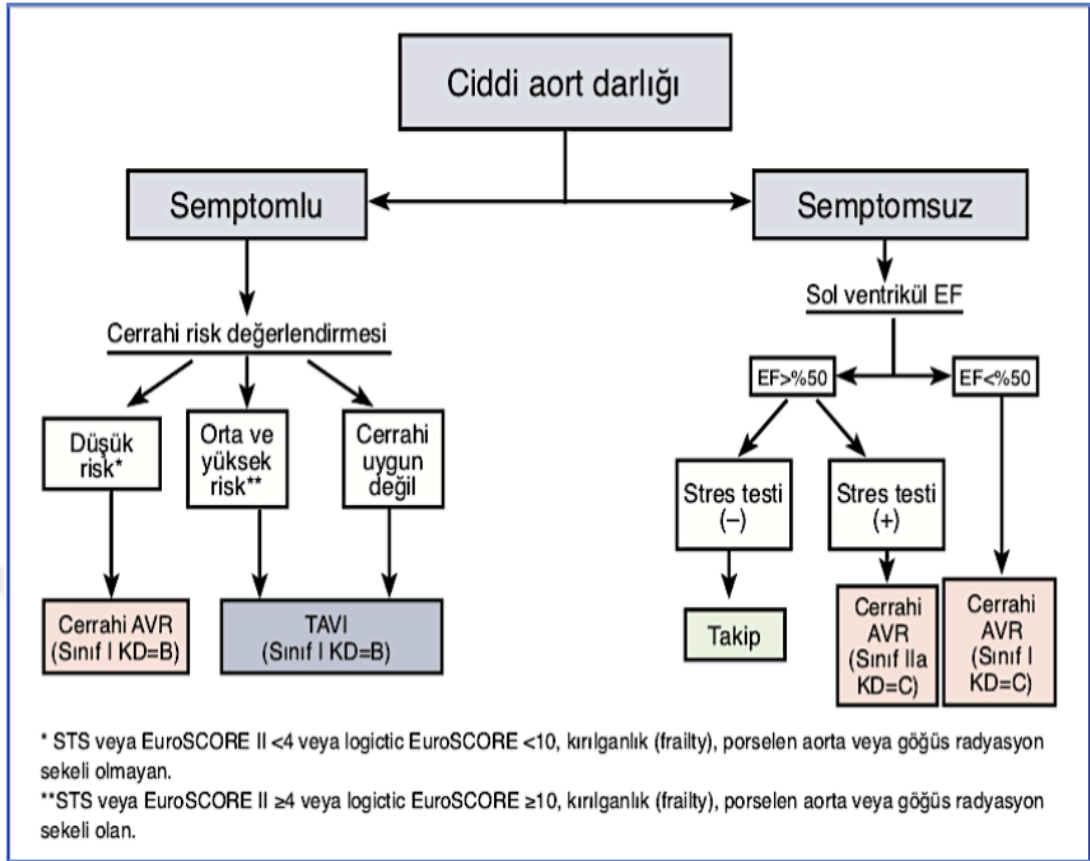 Ciddi aort darlığı
Semptomlu
Semptomsuz
Cerrahi risk değerlendirmesi
Sol ventrikül EF
EF>%50
EF<%50
Düşük
risk*
Orta ve
yüksek
risk**
Cerrahi
uygun
değil
Stres testi
(–)
Stres testi
(+)
Cerrahi AVR
(Sınıf I KD=B)
TAVI
(Sınıf I KD=B)
Takip
Cerrahi
AVR
(Sınıf IIa
KD=C)
Cerrahi
AVR
(Sınıf I
KD=C)
* STS veya EuroSCORE II <4 veya logictic EuroSCORE <10, kırılganlık (frailty), porselen aorta veya göğüs radyasyon
sekeli olmayan.
**STS veya EuroSCORE II ≥4 veya logictic EuroSCORE ≥10, kırılganlık (frailty), porselen aorta veya göğüs radyasyon
sekeli olan.